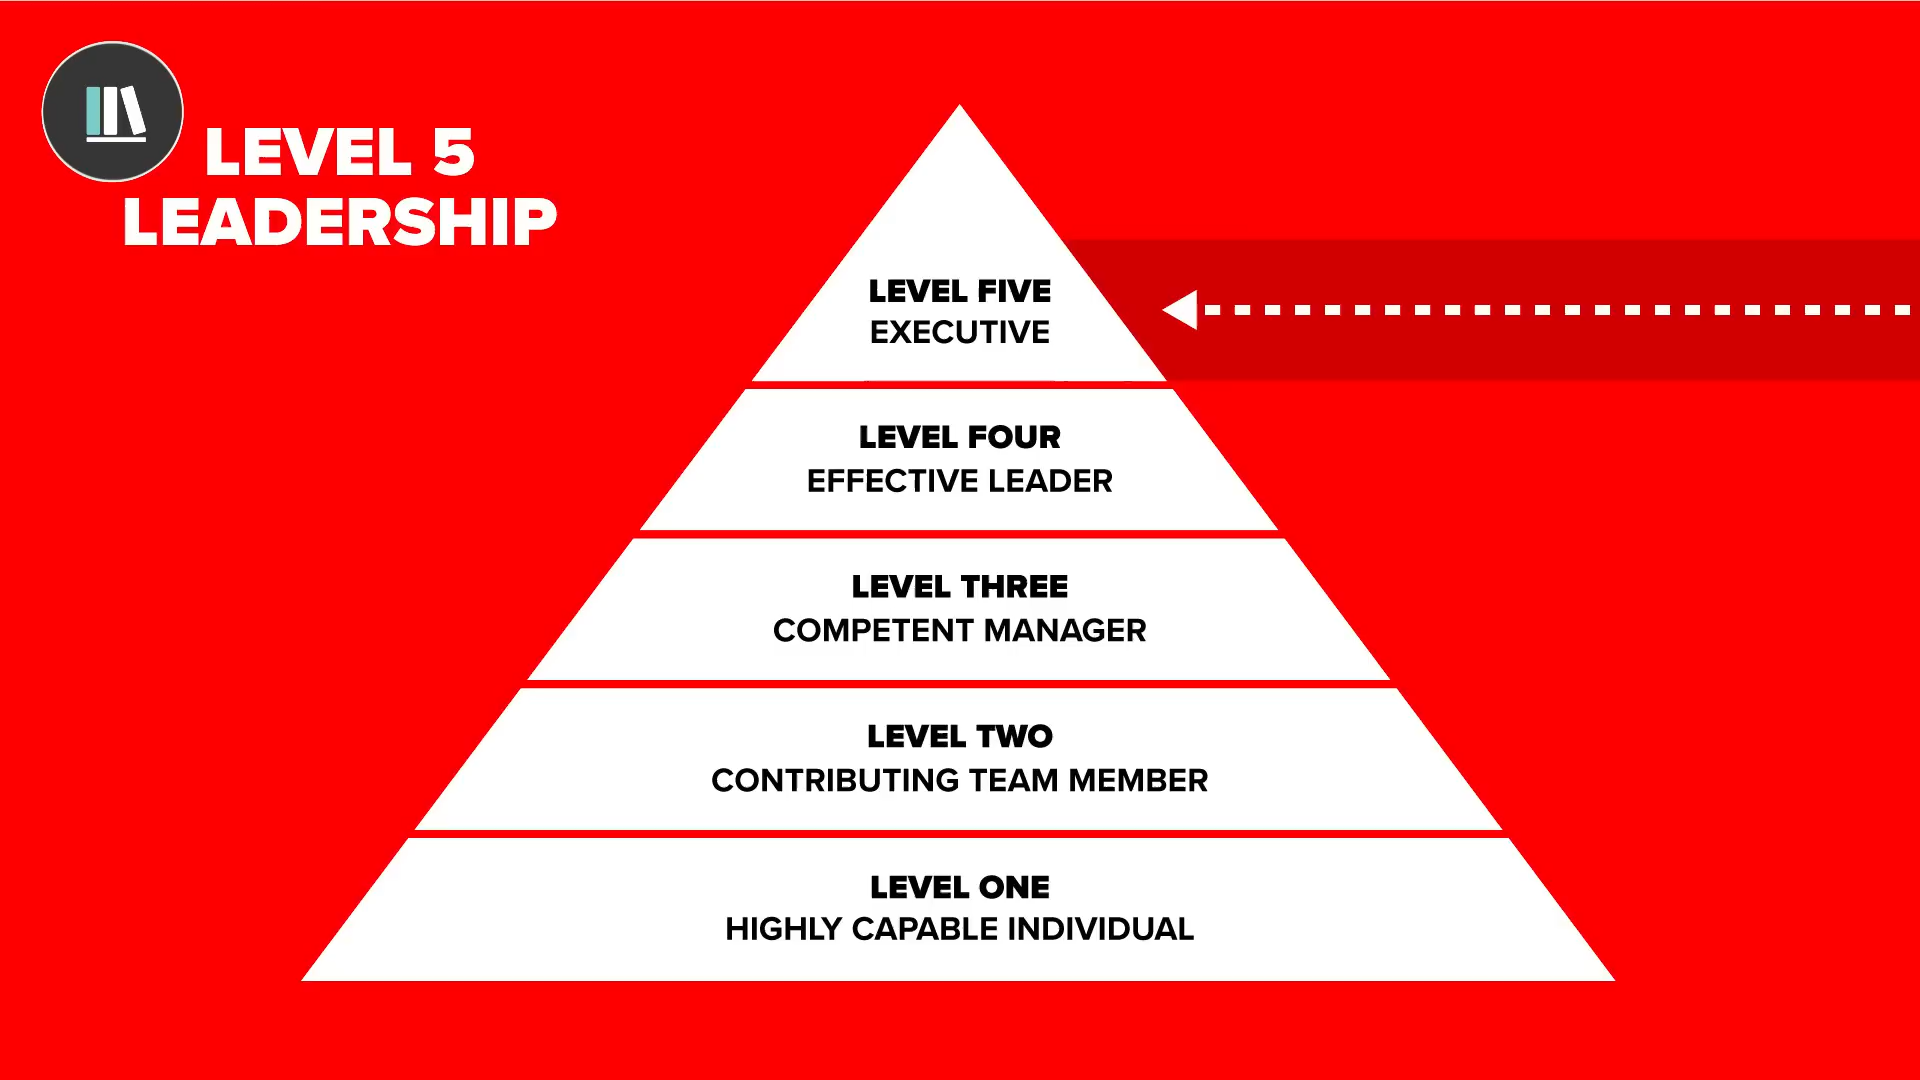 LEVEL 5
LEADERSHIP
LEVEL FIVE
EXECUTIVE
LEVEL FOUR
EFFECTIVE LEADER
LEVEL THREE
COMPETENT MANAGER
LEVEL TWO
CONTRIBUTING TEAM MEMBER
LEVEL ONE
HIGHLY CAPABLE INDIVIDUAL